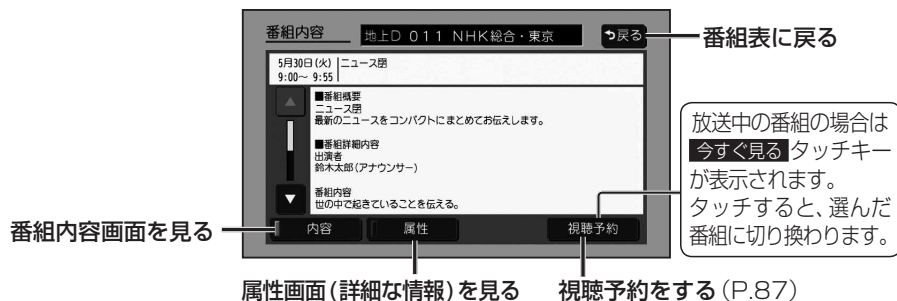 番組内容 地上D 011 NHK総合・東京 戻る
番組表に戻る
5月30日(火) ニュース閉
9:00～ 9:55
■番組概要
ニュース閉
最新のニュースをコンパクトにまとめてお伝えします。
■番組詳細内容
出演者
鈴木太郎(アナウンサー)
番組内容
世の中で起きていることを伝える。
放送中の番組の場合は
今すぐ見る タッチキー
が表示されます。
タッチすると、選んだ
番組に切り換わります。
番組内容画面を見る
内容 属性 視聴予約
属性画面(詳細な情報)を見る 視聴予約をする(P.87)